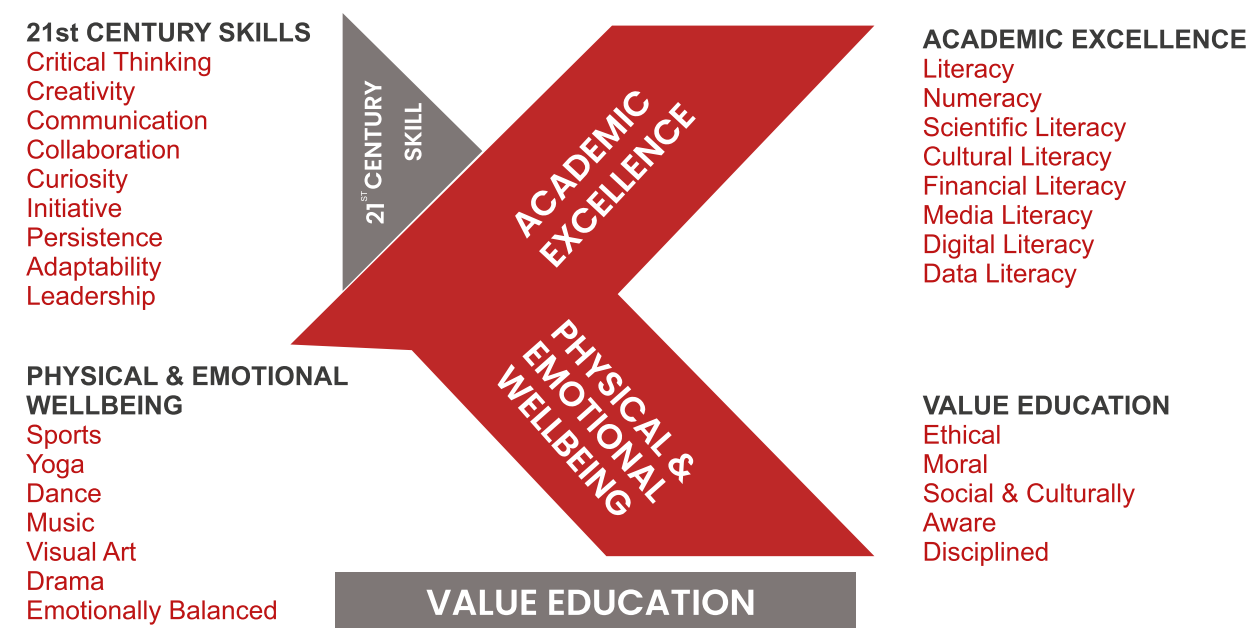 21st CENTURY SKILLS
Critical Thinking
Creativity
Communication
Collaboration
Curiosity
Initiative
Persistence
Adaptability
Leadership
PHYSICAL & EMOTIONAL
WELLBEING
Sports
Yoga
Dance
Music
Visual Art
Drama
Emotionally Balanced
21ST CENTURY
SKILL
ACADEMIC
EXCELLENCE
PHYSICAL &
EMOTIONAL
WELLBEING
VALUE EDUCATION
ACADEMIC EXCELLENCE
Literacy
Numeracy
Scientific Literacy
Cultural Literacy
Financial Literacy
Media Literacy
Digital Literacy
Data Literacy
VALUE EDUCATION
Ethical
Moral
Social & Culturally
Aware
Disciplined